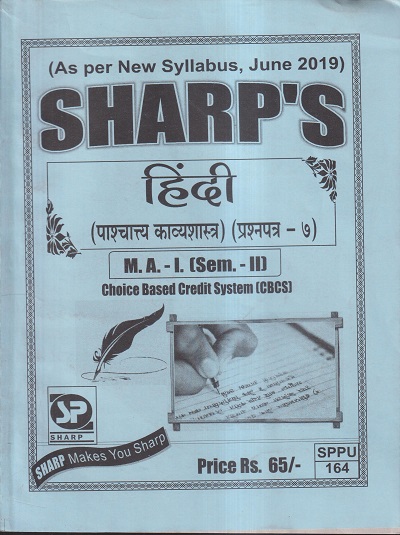 (As per New Syllabus, June 2019)
SHARP'S
हिंदी
(पाश्चात्त्य काव्यशास्त्र) (प्रश्नपत्र - ७)
M. A. - I. (Sem. - II)
Choice Based Credit System (CBCS)
SP
SHARP
SHARP Makes You Sharp
Price Rs. 65/-
SPPU
164